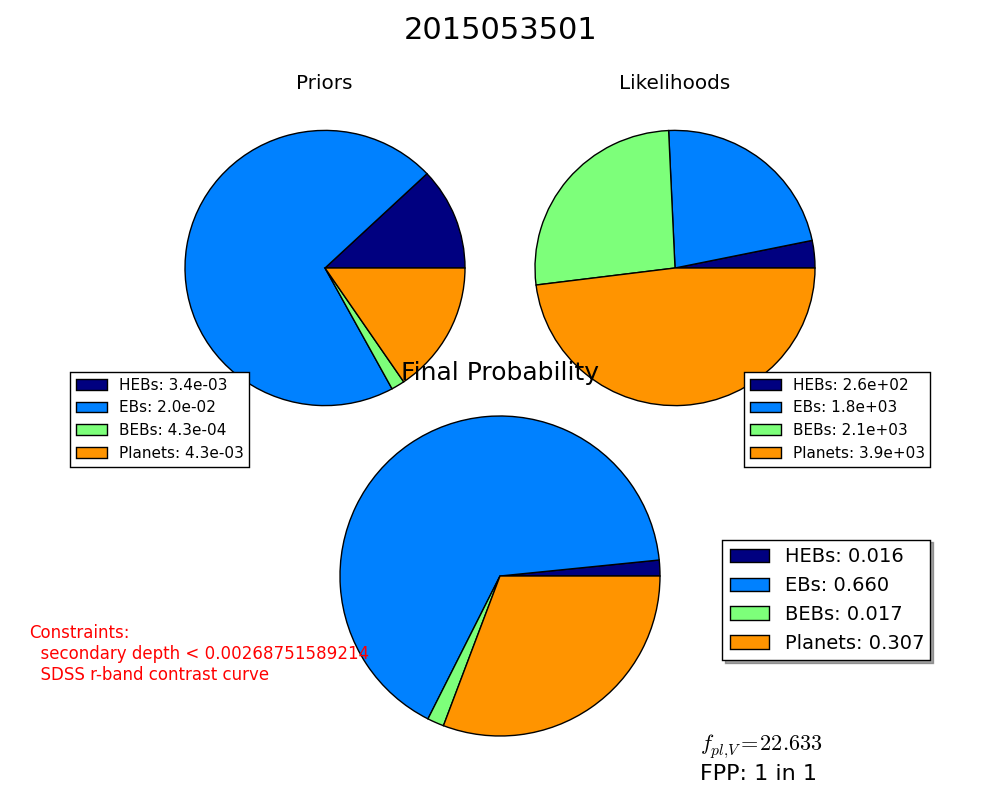 2015053501
Priors
Likelihoods
HEBs: 3.4e-03
EBs: 2.0e-02
BEBs: 4.3e-04
Planets: 4.3e-03
HEBs: 2.6e+02
EBs: 1.8e+03
BEBs: 2.1e+03
Planets: 3.9e+03
Final Probability
HEBs: 0.016
EBs: 0.660
BEBs: 0.017
Planets: 0.307
Constraints:
secondary depth < 0.00268751589214
SDSS r-band contrast curve
f_{pl,V} = 22.633
FPP: 1 in 1